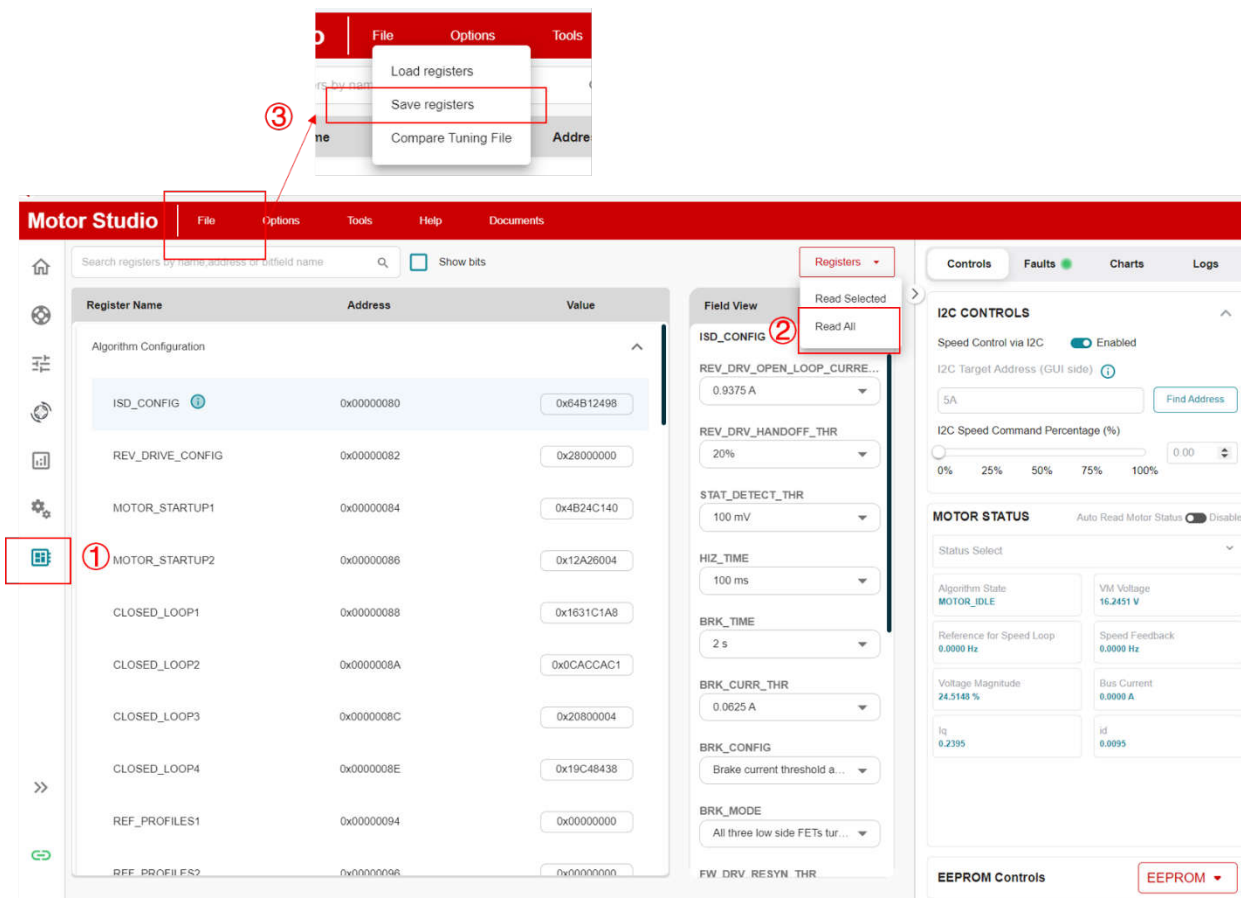 File Options Tools
Load registers
Save registers
Compare Tuning File
③
Addre
Motor Studio File Options Tools Help Documents
Search registers by name,address or bitfield name
Show bits
Registers
Read Selected
Read All
②
Register Name Address Value
Algorithm Configuration
ISD_CONFIG 0x00000080 0x64B12498
REV_DRIVE_CONFIG 0x00000082 0x28000000
MOTOR_STARTUP1 0x00000084 0x4B24C140
①
MOTOR_STARTUP2 0x00000086 0x12A26004
CLOSED_LOOP1 0x00000088 0x1631C1A8
CLOSED_LOOP2 0x0000008A 0x0CACCAC1
CLOSED_LOOP3 0x0000008C 0x20800004
CLOSED_LOOP4 0x0000008E 0x19C48438
REF_PROFILES1 0x00000094 0x00000000
REF_PROFILES2 0x00000096 0x00000000
Field View
ISD_CONFIG
REV_DRV_OPEN_LOOP_CURRE...
0.9375 A
REV_DRV_HANDOFF_THR
20%
STAT_DETECT_THR
100 mV
HIZ_TIME
100 ms
BRK_TIME
2 s
BRK_CURR_THR
0.0625 A
BRK_CONFIG
Brake current threshold a...
BRK_MODE
All three low side FETs tur...
FW_DRV_RESYN_THR
Controls Faults Charts Logs
I2C CONTROLS
Speed Control via I2C Enabled
I2C Target Address (GUI side)
5A Find Address
I2C Speed Command Percentage (%)
0.00
0% 25% 50% 75% 100%
MOTOR STATUS Auto Read Motor Status Disable
Status Select
Algorithm State
MOTOR_IDLE
VM Voltage
16.2451 V
Reference for Speed Loop
0.0000 Hz
Speed Feedback
0.0000 Hz
Voltage Magnitude
24.5148 %
Bus Current
0.0000 A
Iq
0.2395
id
0.0095
EEPROM Controls EEPROM